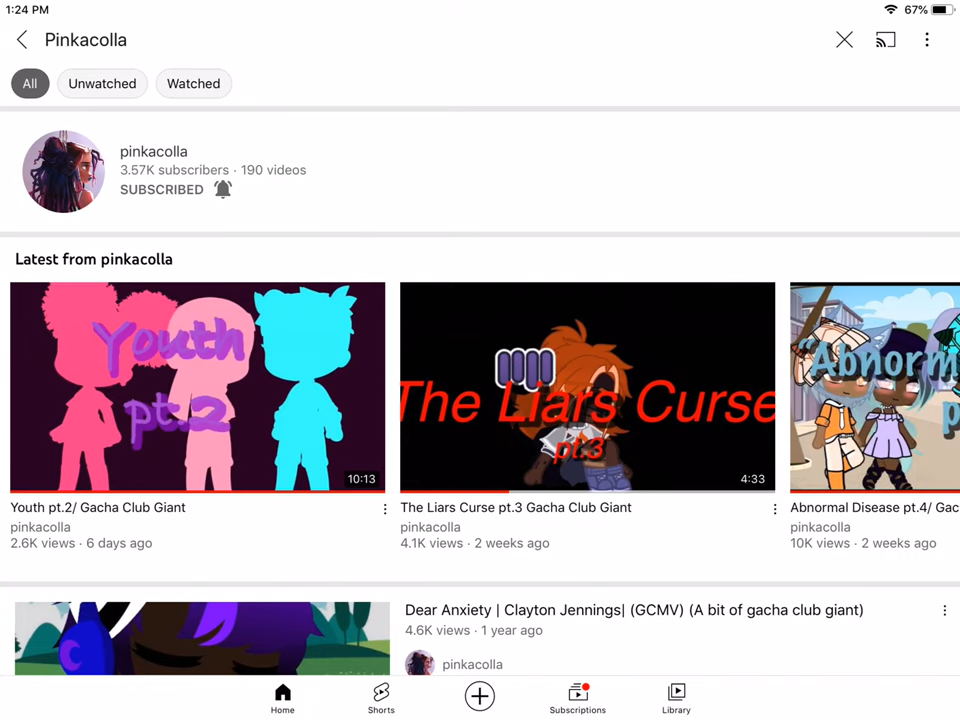 1:24 PM
67%
Pinkacolla
All
Unwatched
Watched
pinkacolla
3.57K subscribers · 190 videos
SUBSCRIBED
Latest from pinkacolla
Youth
pt.2
10:13
The Liars Curse
pt.3
4:33
"Abnorm
p
Youth pt.2/ Gacha Club Giant
pinkacolla
2.6K views · 6 days ago
The Liars Curse pt.3 Gacha Club Giant
pinkacolla
4.1K views · 2 weeks ago
Abnormal Disease pt.4/ Gac
pinkacolla
10K views · 2 weeks ago
Dear Anxiety | Clayton Jennings| (GCMV) (A bit of gacha club giant)
4.6K views · 1 year ago
pinkacolla
Home
Shorts
Subscriptions
Library